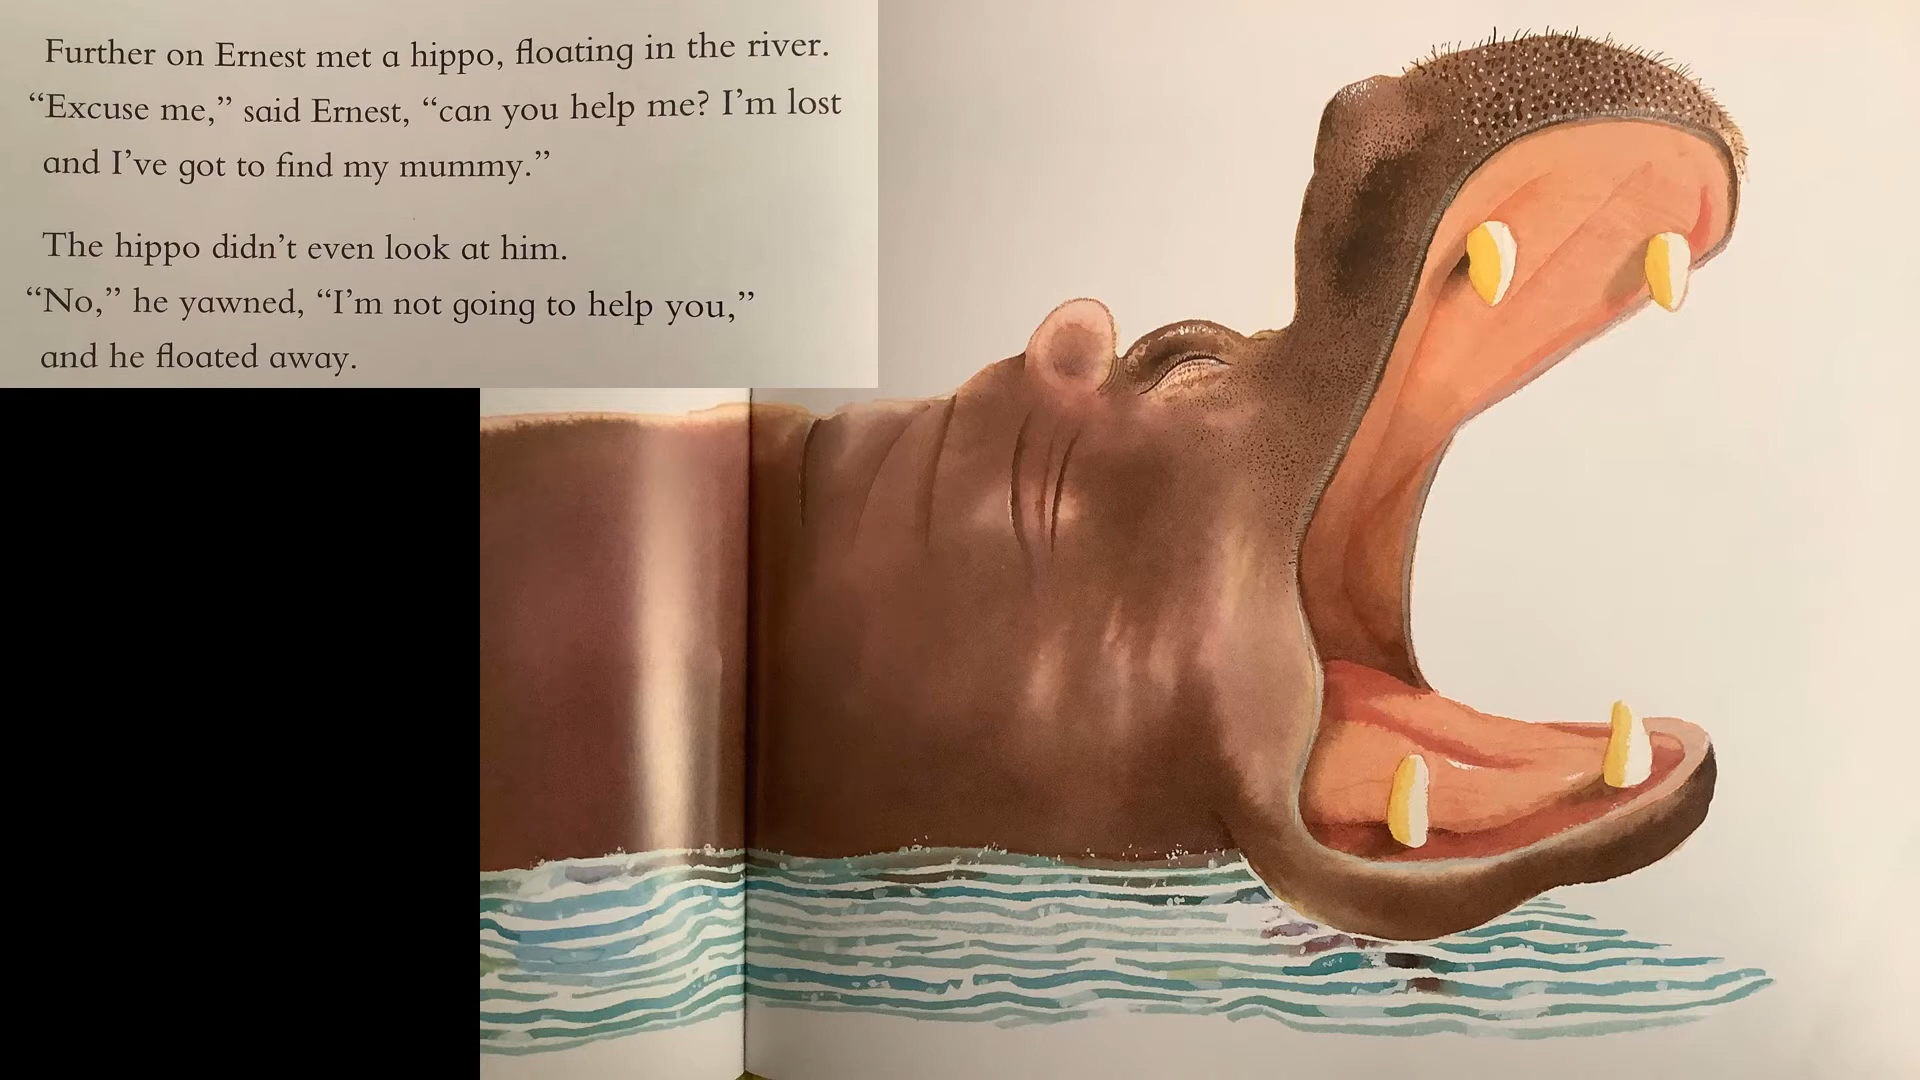 Further on Ernest met a hippo, floating in the river.
“Excuse me,” said Ernest, “can you help me? I’m lost
and I’ve got to find my mummy.”
The hippo didn’t even look at him.
“No,” he yawned, “I’m not going to help you,”
and he floated away.